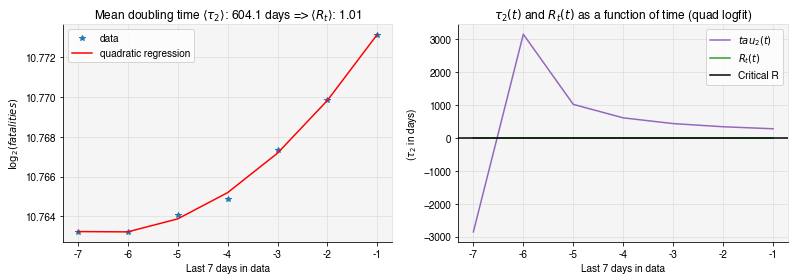 Mean doubling time ⟨τ₂⟩: 604.1 days => ⟨Rₜ⟩: 1.01
data
quadratic regression
log₂(fatalities)
10.772
10.770
10.768
10.766
10.764
-7 -6 -5 -4 -3 -2 -1
Last 7 days in data
τ₂(t) and Rₜ(t) as a function of time (quad logfit)
tau₂(t)
Rₜ(t)
Critical R
(τ₂ in days)
3000
2000
1000
0
−1000
−2000
−3000
-7 -6 -5 -4 -3 -2 -1
Last 7 days in data